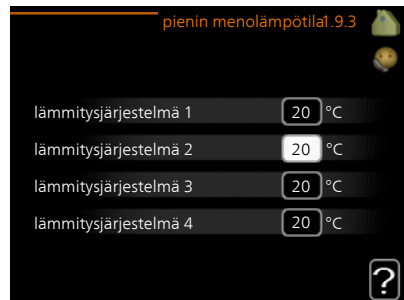 pienin menolämpötila1.9.3
lämmitysjärjestelmä 1 20 °C
lämmitysjärjestelmä 2 20 °C
lämmitysjärjestelmä 3 20 °C
lämmitysjärjestelmä 4 20 °C
?